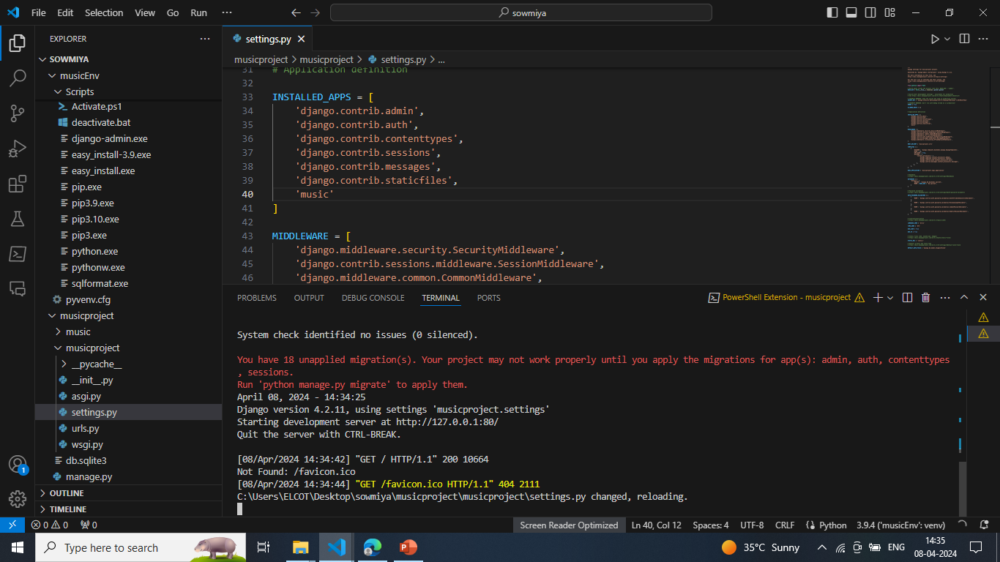 File Edit Selection View Go Run ··· sowmiya
EXPLORER ···
SOWMIYA
musicEnv
Scripts
Activate.ps1
deactivate.bat
django-admin.exe
easy_install-3.9.exe
easy_install.exe
pip.exe
pip3.9.exe
pip3.10.exe
pip3.exe
python.exe
pythonw.exe
sqlformat.exe
pyvenv.cfg
musicproject
music
musicproject
__pycache__
__init__.py
asgi.py
settings.py
urls.py
wsgi.py
db.sqlite3
manage.py
OUTLINE
TIMELINE
settings.py
musicproject > musicproject > settings.py > ...
31 # Application definition
32
33 INSTALLED_APPS = [
34 'django.contrib.admin',
35 'django.contrib.auth',
36 'django.contrib.contenttypes',
37 'django.contrib.sessions',
38 'django.contrib.messages',
39 'django.contrib.staticfiles',
40 'music'
41 ]
42
43 MIDDLEWARE = [
44 'django.middleware.security.SecurityMiddleware',
45 'django.contrib.sessions.middleware.SessionMiddleware',
46 'django.middleware.common.CommonMiddleware',
PROBLEMS OUTPUT DEBUG CONSOLE TERMINAL PORTS PowerShell Extension - musicproject
System check identified no issues (0 silenced).
You have 18 unapplied migration(s). Your project may not work properly until you apply the migrations for app(s): admin, auth, contenttypes
, sessions.
Run 'python manage.py migrate' to apply them.
April 08, 2024 - 14:34:25
Django version 4.2.11, using settings 'musicproject.settings'
Starting development server at http://127.0.0.1:80/
Quit the server with CTRL-BREAK.
[08/Apr/2024 14:34:42] "GET / HTTP/1.1" 200 10664
Not Found: /favicon.ico
[08/Apr/2024 14:34:44] "GET /favicon.ico HTTP/1.1" 404 2111
C:\Users\ELCOT\Desktop\sowmiya\musicproject\musicproject\settings.py changed, reloading.
1
0 0 0 Screen Reader Optimized Ln 40, Col 12 Spaces: 4 UTF-8 CRLF Python 3.9.4 ('musicEnv': venv)
Type here to search 35°C Sunny ENG 14:35
08-04-2024